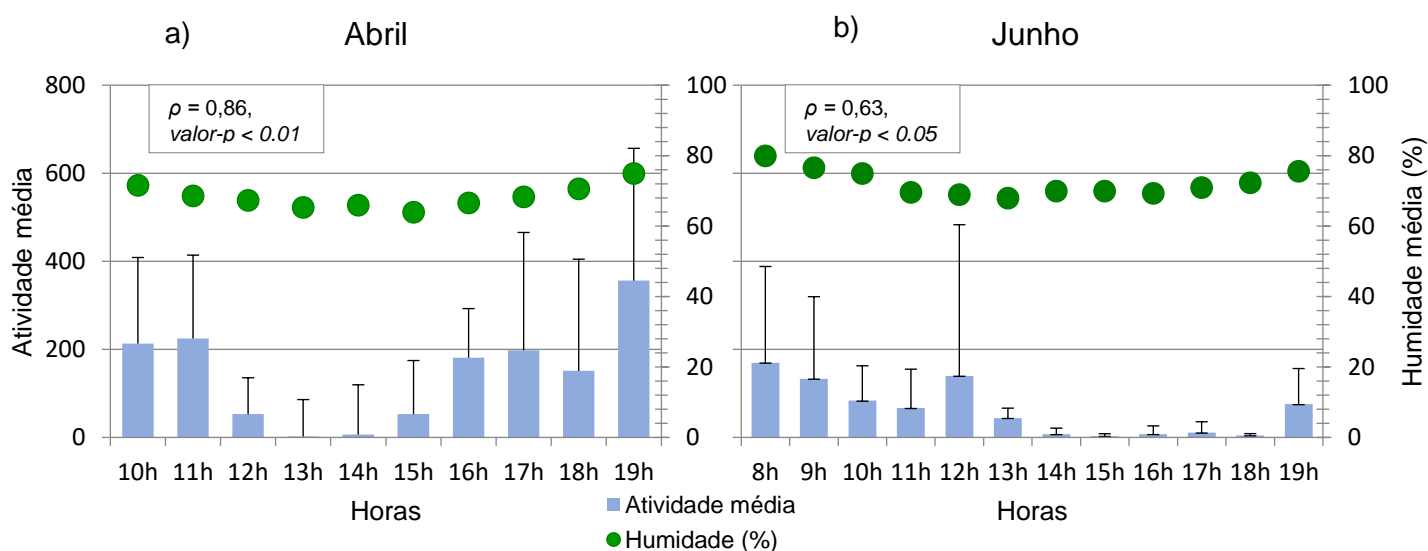 a) Abril
b) Junho
800
600
400
200
0
Atividade média
ρ = 0,86,
valor-p < 0.01
100
80
60
40
20
0
ρ = 0,63,
valor-p < 0.05
100
80
60
40
20
0
Humidade média (%)
10h 11h 12h 13h 14h 15h 16h 17h 18h 19h
Horas
8h 9h 10h 11h 12h 13h 14h 15h 16h 17h 18h 19h
Horas
Atividade média
Humidade (%)